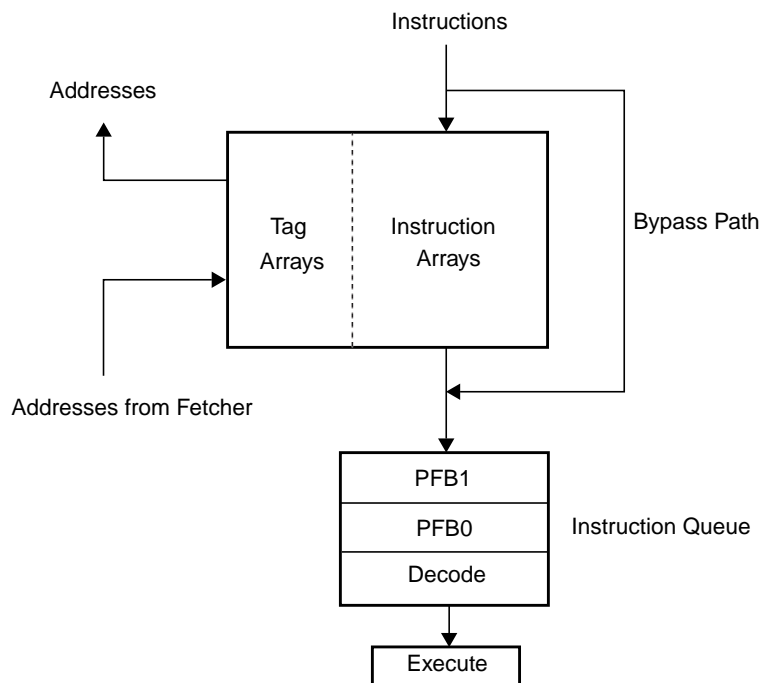 Instructions
Addresses
Tag
Arrays
Instruction
Arrays
Bypass Path
Addresses from Fetcher
PFB1
PFB0
Instruction Queue
Decode
Execute